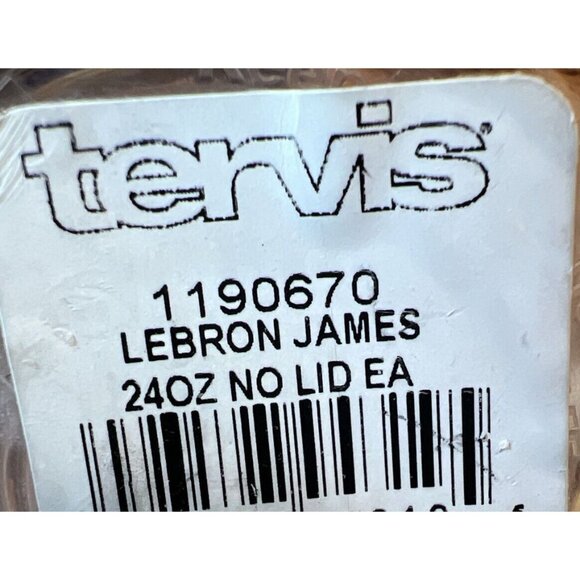 tervis®
1190670
LEBRON JAMES
24OZ NO LID EA